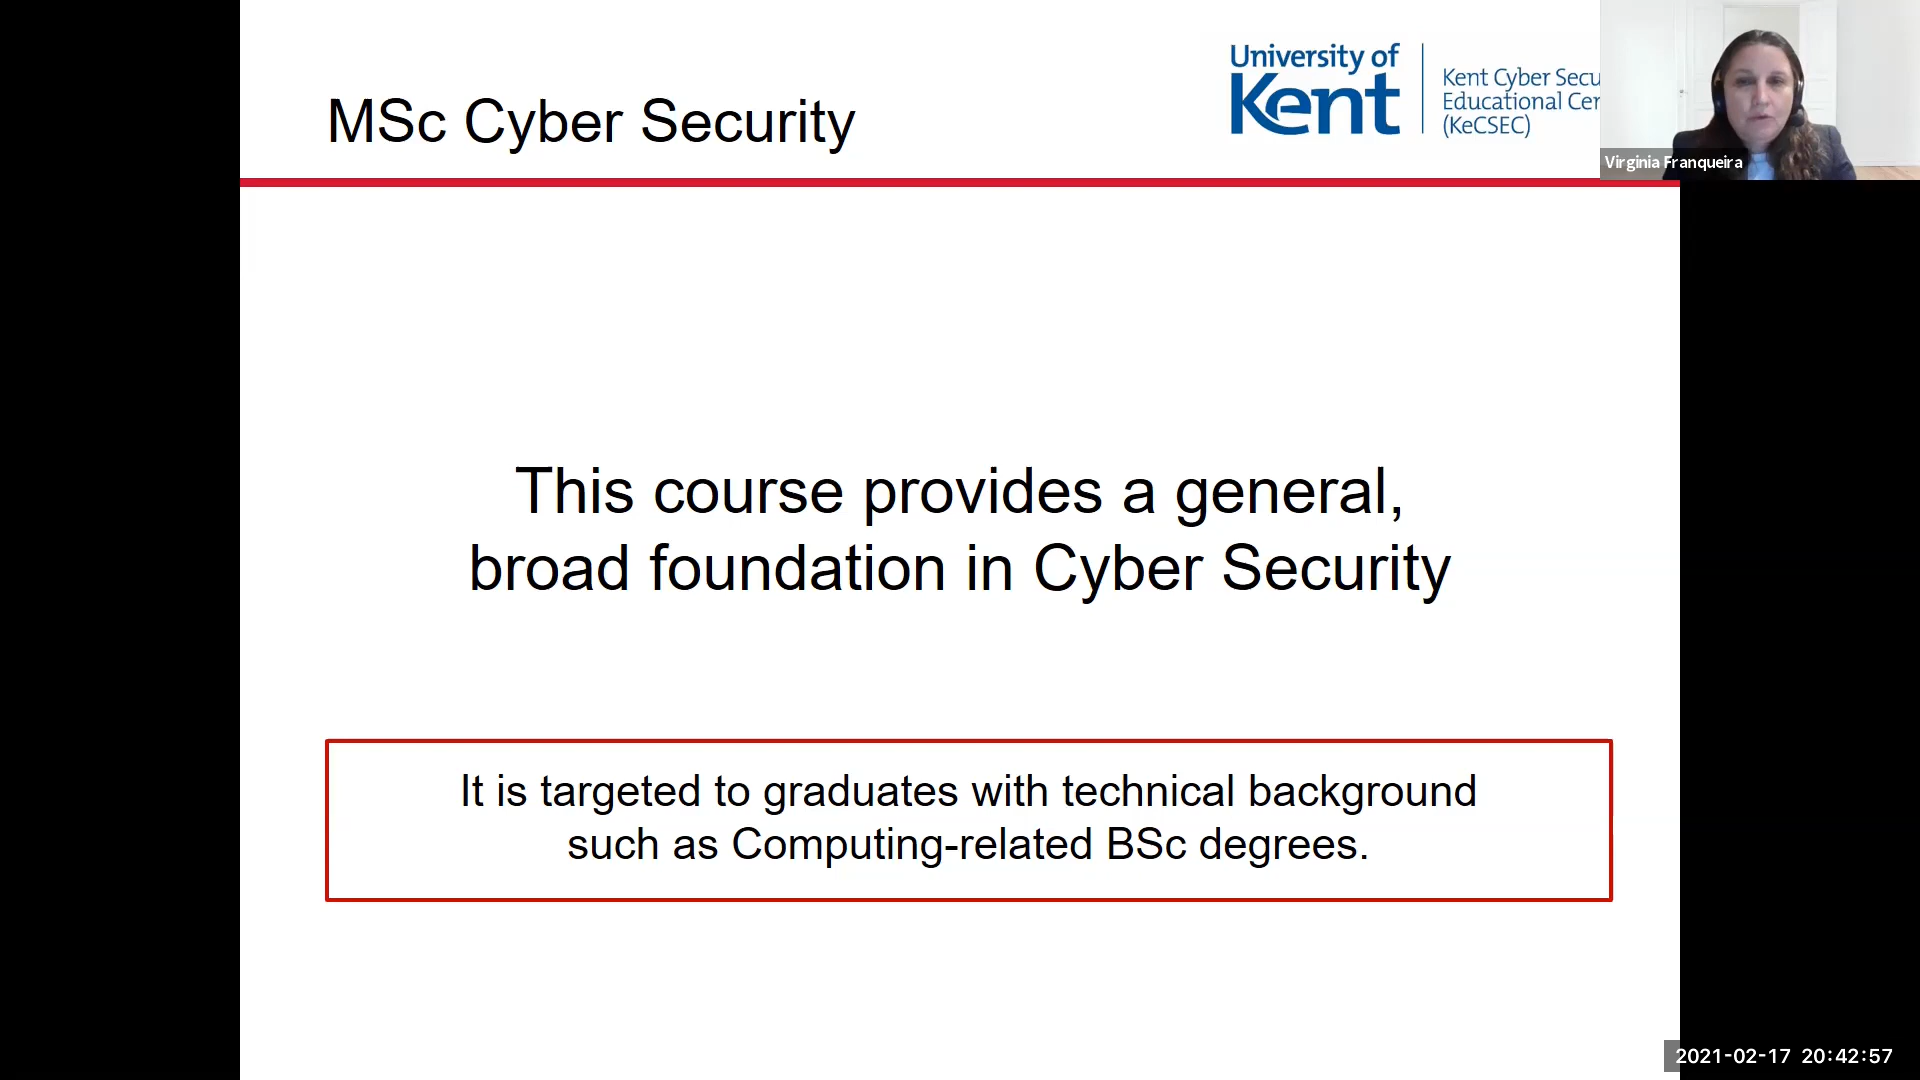 MSc Cyber Security
University of
Kent
Kent Cyber Secu
Educational Cer
(KeCSEC)
Virginia Franqueira
This course provides a general,
broad foundation in Cyber Security
It is targeted to graduates with technical background
such as Computing-related BSc degrees.
2021-02-17 20:42:57